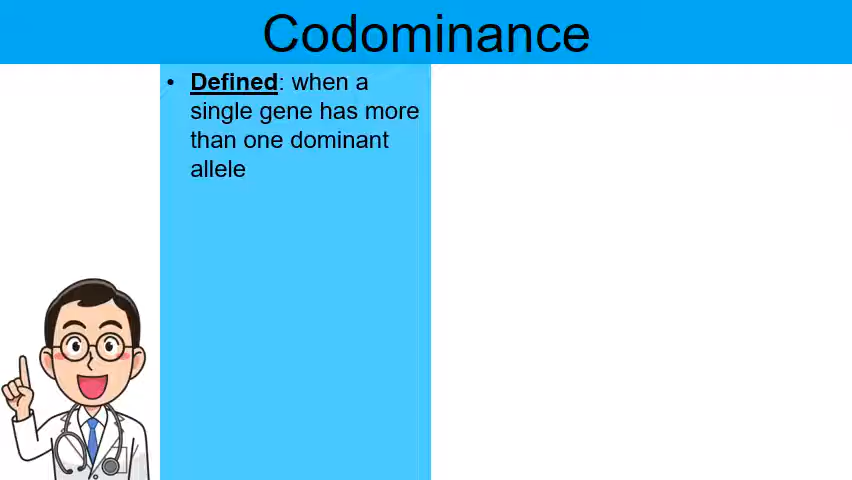 Codominance
• Defined: when a
single gene has more
than one dominant
allele